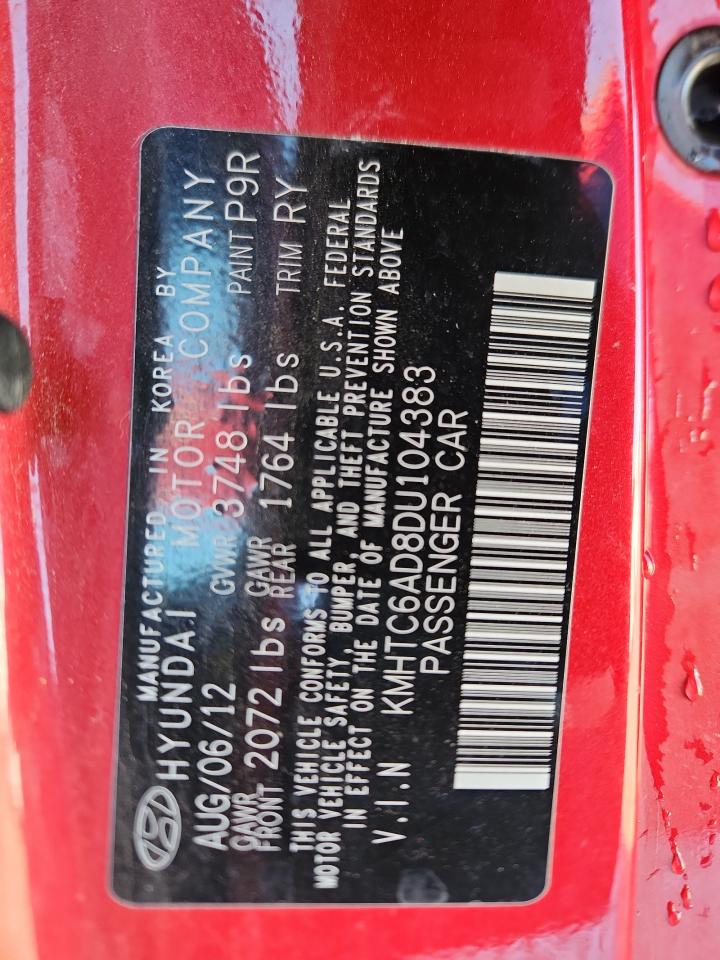 MANUFACTURED IN KOREA BY
HYUNDAI MOTOR COMPANY
AUG/06/12 GVWR 3748 lbs PAINT P9R
GAWR FRONT 2072 lbs GAWR REAR 1764 lbs TRIM RY
THIS VEHICLE CONFORMS TO ALL APPLICABLE U.S.A. FEDERAL
MOTOR VEHICLE SAFETY, BUMPER, AND THEFT PREVENTION STANDARDS
IN EFFECT ON THE DATE OF MANUFACTURE SHOWN ABOVE
V.I.N KMHTC6AD8DU104383
PASSENGER CAR